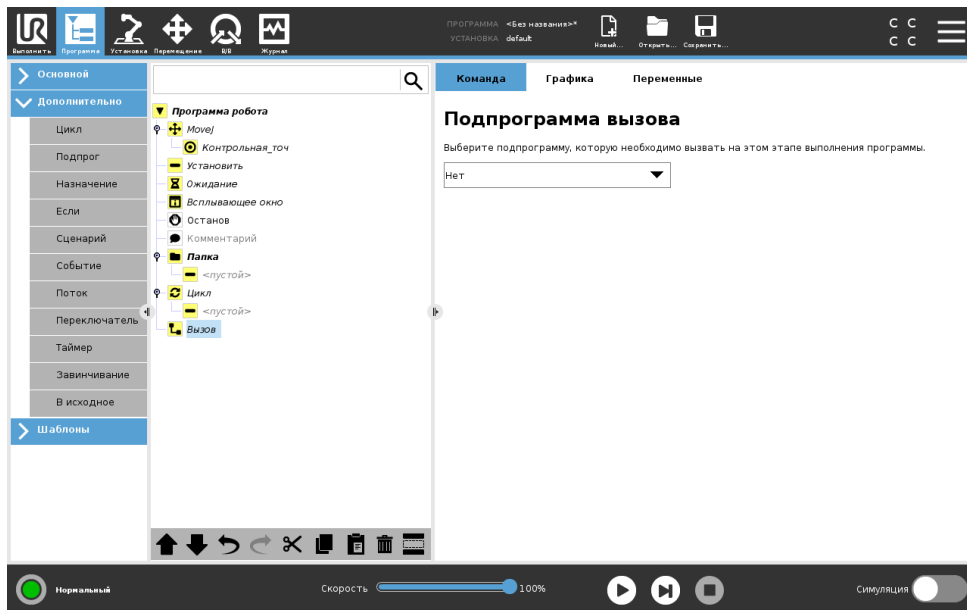 UR
Выполнить
Программа
Установка
Перемещение
В/В
Журнал
ПРОГРАММА <Без названия>*
УСТАНОВКА default
Новый...
Открыть...
Сохранить...
C C
C C
Основной
Дополнительно
Цикл
Подпрог
Назначение
Если
Сценарий
Событие
Поток
Переключатель
Таймер
Завинчивание
В исходное
Шаблоны
Программа робота
MoveJ
Контрольная_точ
Установить
Ожидание
Всплывающее окно
Останов
Комментарий
Папка
<пустой>
Цикл
<пустой>
Вызов
Команда
Графика
Переменные
Подпрограмма вызова
Выберите подпрограмму, которую необходимо вызвать на этом этапе выполнения программы.
Нет
Нормальный
Скорость
100%
Симуляция